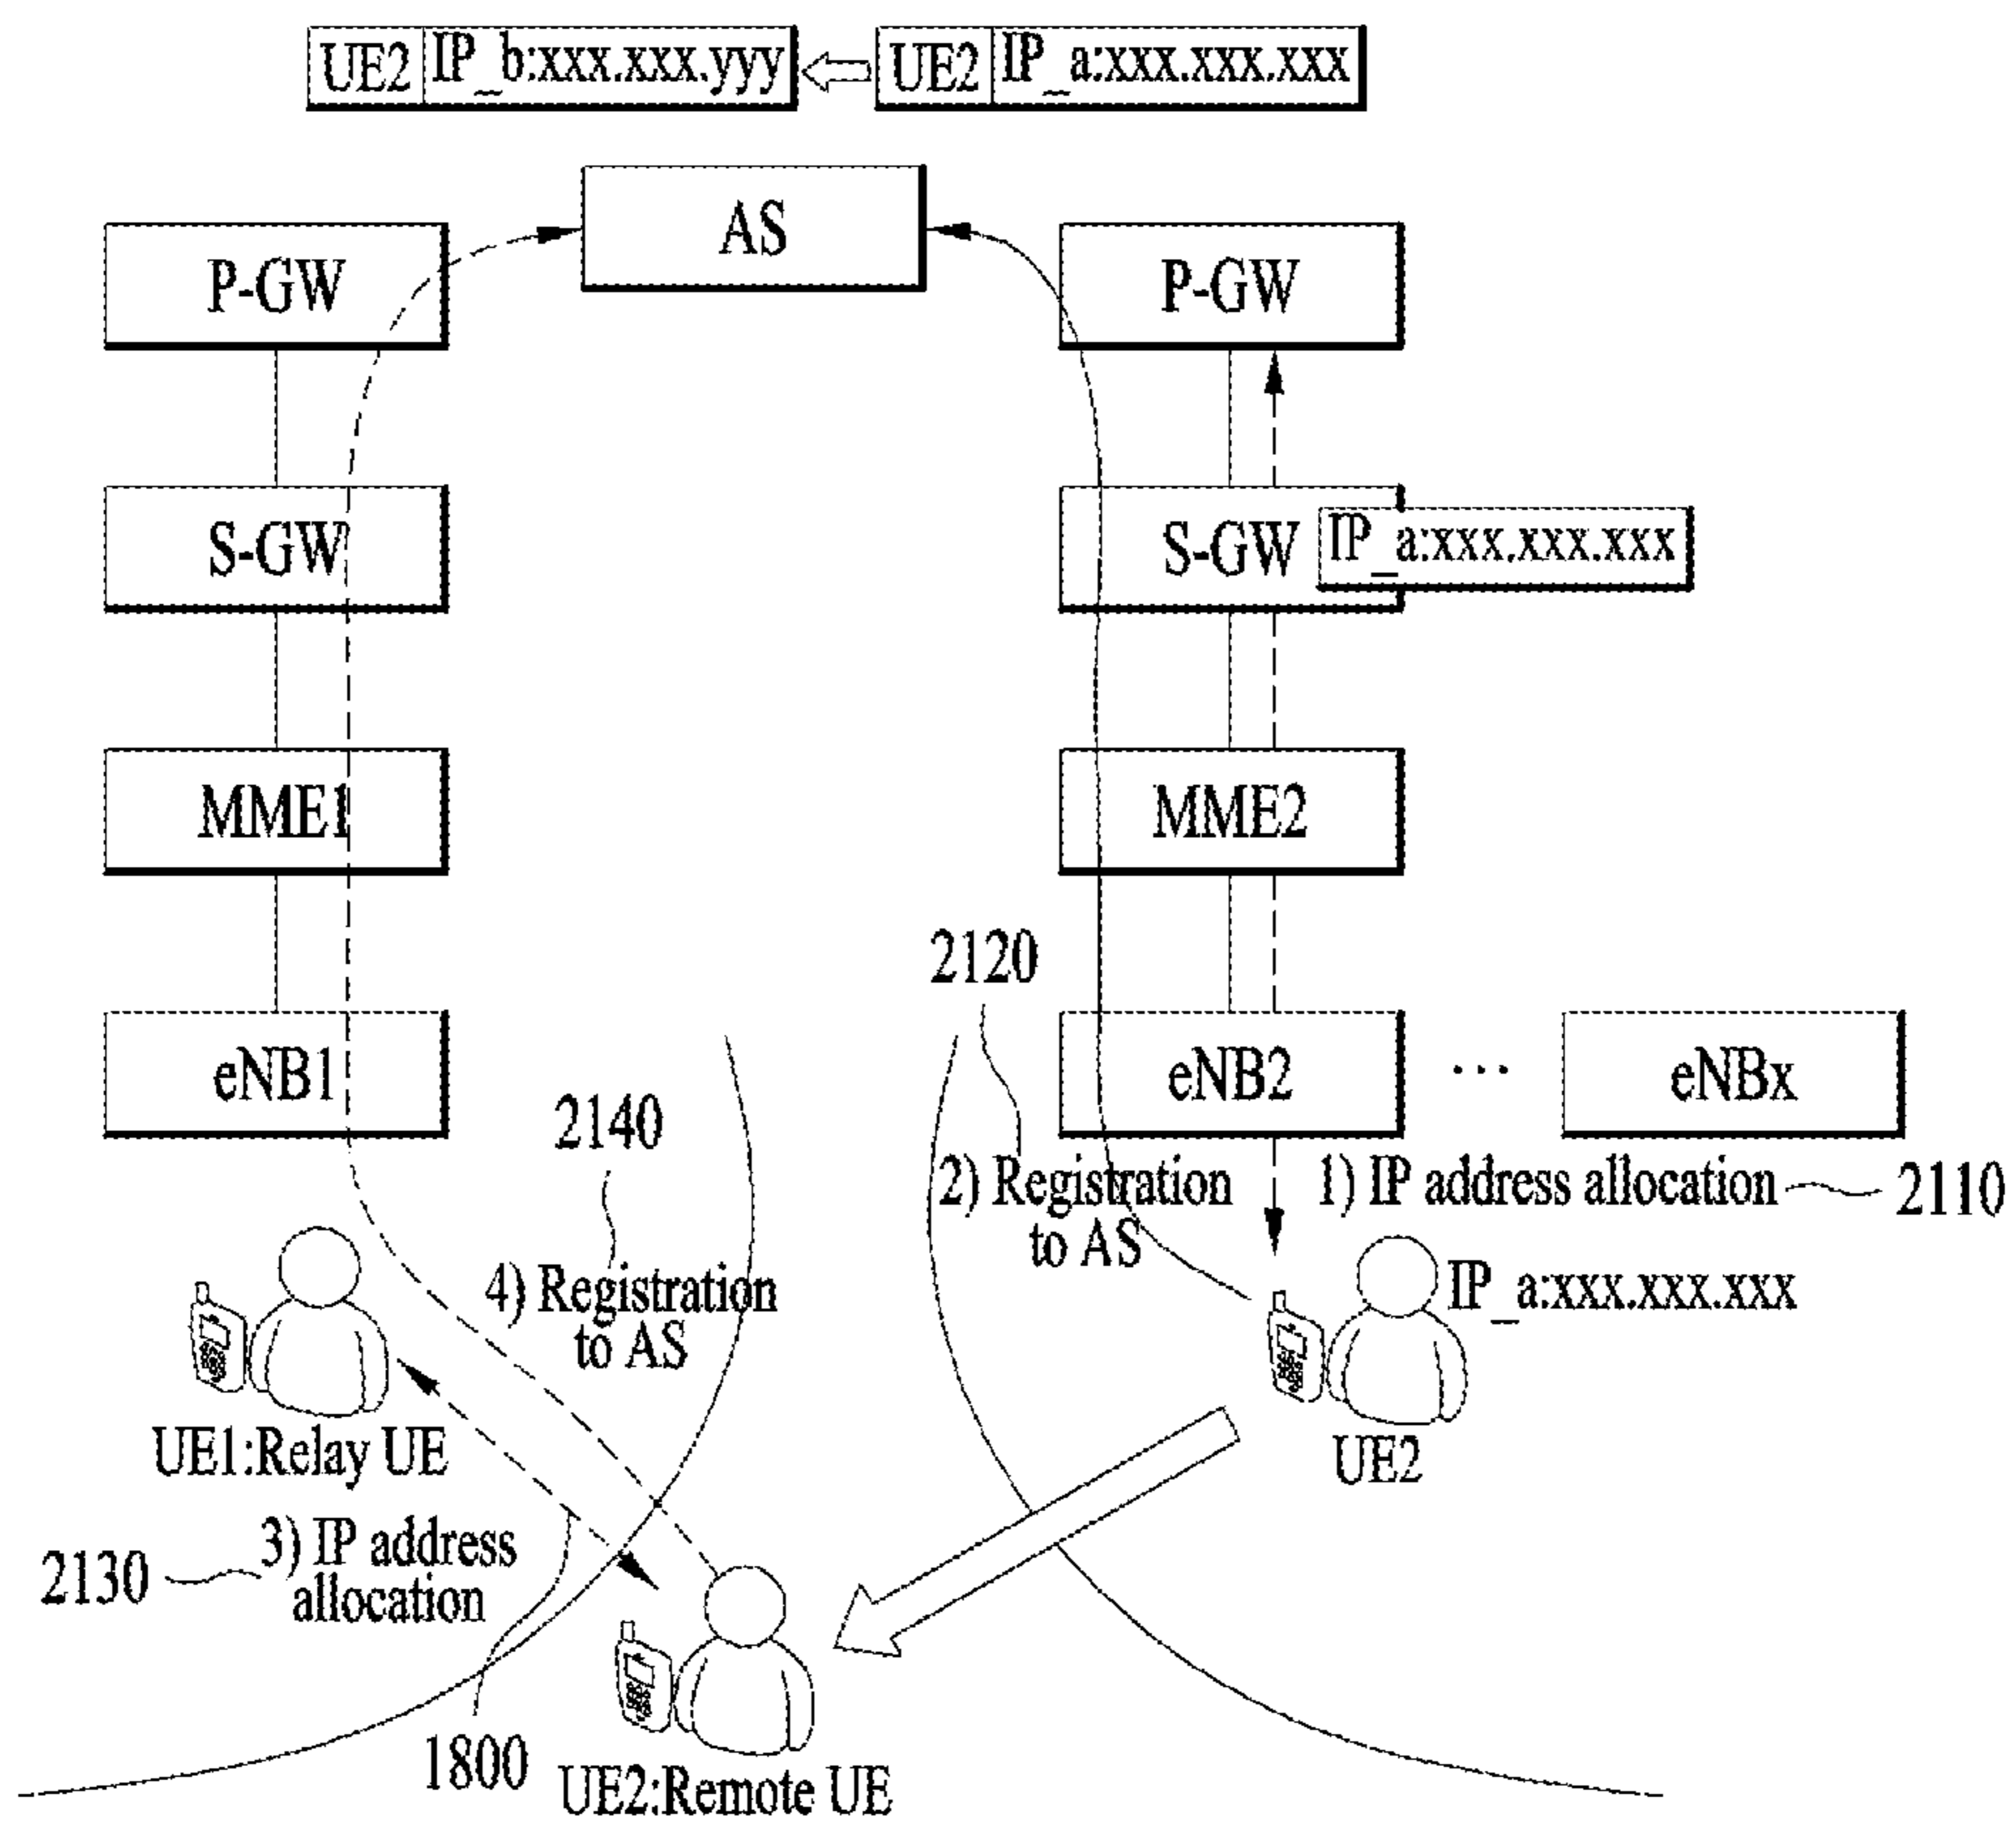 UE2 IP_b:xxx.xxx.yyy UE2 IP_a:xxx.xxx.xxx
AS
P-GW P-GW
S-GW S-GW IP_a:xxx.xxx.xxx
MME1 MME2
2120
eNB1 eNB2 ... eNBx
2140
2) Registration
to AS
1) IP address allocation 2110
4) Registration
to AS
IP_a:xxx.xxx.xxx
UE1:Relay UE
UE2
3) IP address
allocation
2130
1800
UE2:Remote UE